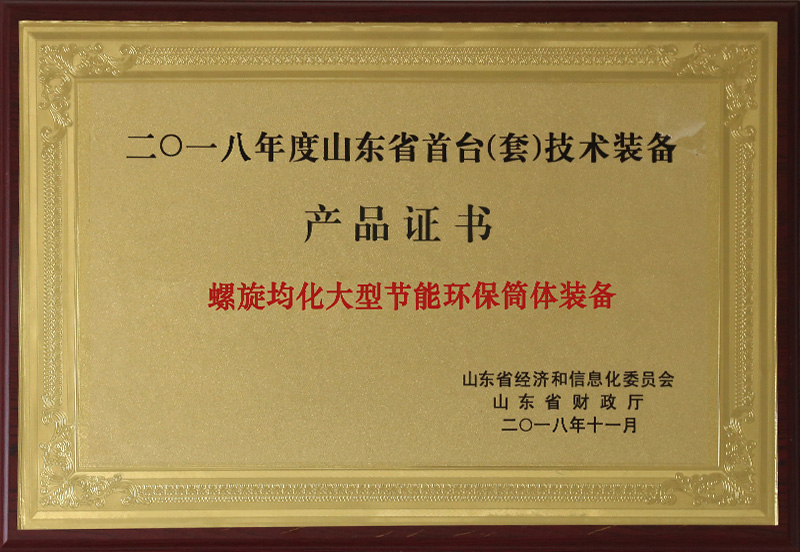 二〇一八年度山东省首台(套)技术装备
产品证书
螺旋均化大型节能环保筒体装备
山东省经济和信息化委员会
山东省财政厅
二〇一八年十一月